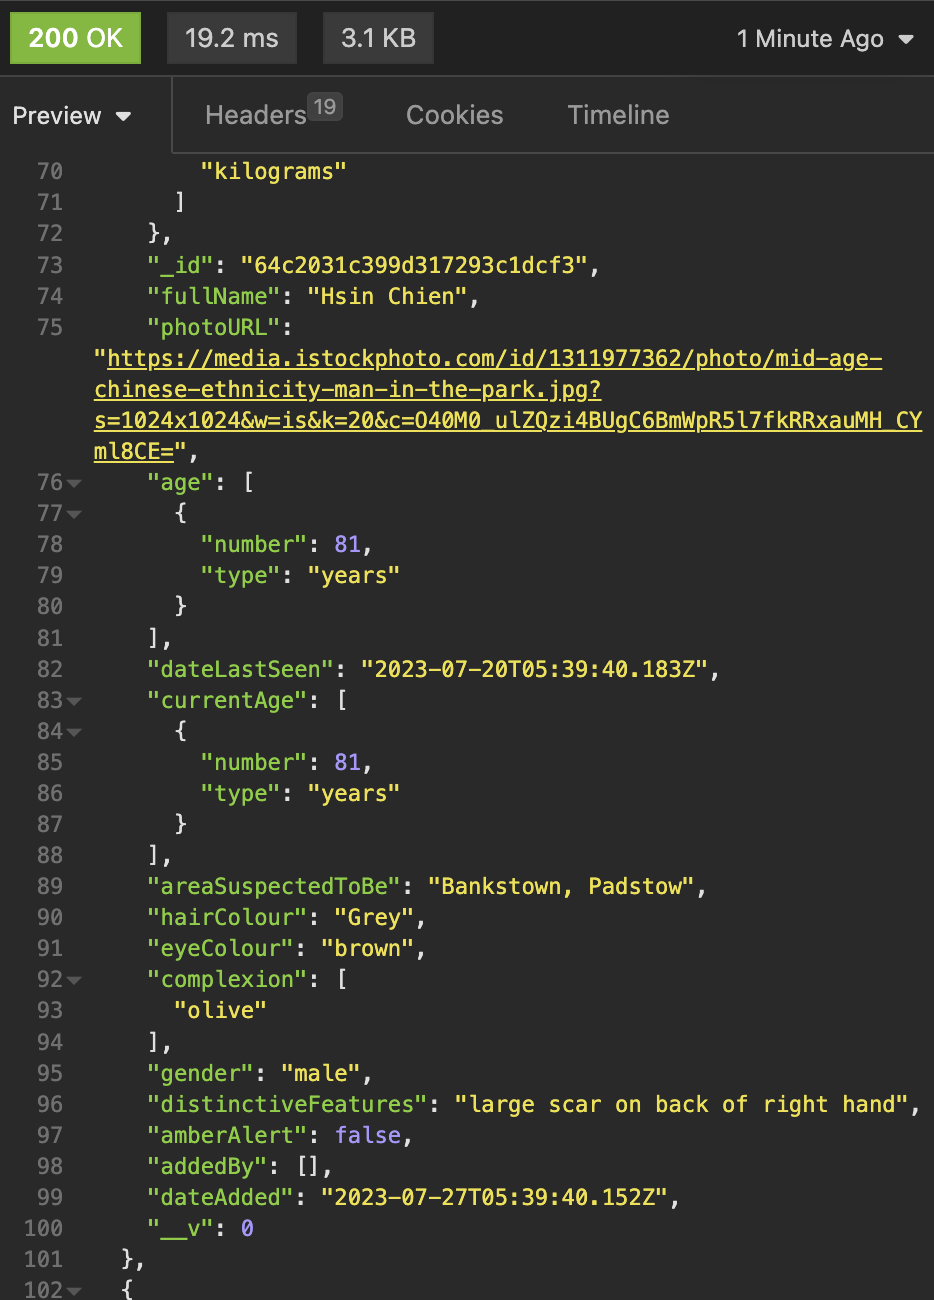 200 OK 19.2 ms 3.1 KB 1 Minute Ago
Preview Headers 19 Cookies Timeline
70 "kilograms"
71 ]
72 },
73 "_id": "64c2031c399d317293c1dcf3",
74 "fullName": "Hsin Chien",
75 "photoURL":
"https://media.istockphoto.com/id/1311977362/photo/mid-age-
chinese-ethnicity-man-in-the-park.jpg?
s=1024x1024&w=is&k=20&c=O40M0_ulZQzi4BUgC6BmWpR5l7fkRRxauMH_CY
ml8CE=",
76 "age": [
77 {
78 "number": 81,
79 "type": "years"
80 }
81 ],
82 "dateLastSeen": "2023-07-20T05:39:40.183Z",
83 "currentAge": [
84 {
85 "number": 81,
86 "type": "years"
87 }
88 ],
89 "areaSuspectedToBe": "Bankstown, Padstow",
90 "hairColour": "Grey",
91 "eyeColour": "brown",
92 "complexion": [
93 "olive"
94 ],
95 "gender": "male",
96 "distinctiveFeatures": "large scar on back of right hand",
97 "amberAlert": false,
98 "addedBy": [],
99 "dateAdded": "2023-07-27T05:39:40.152Z",
100 "__v": 0
101 },
102 {